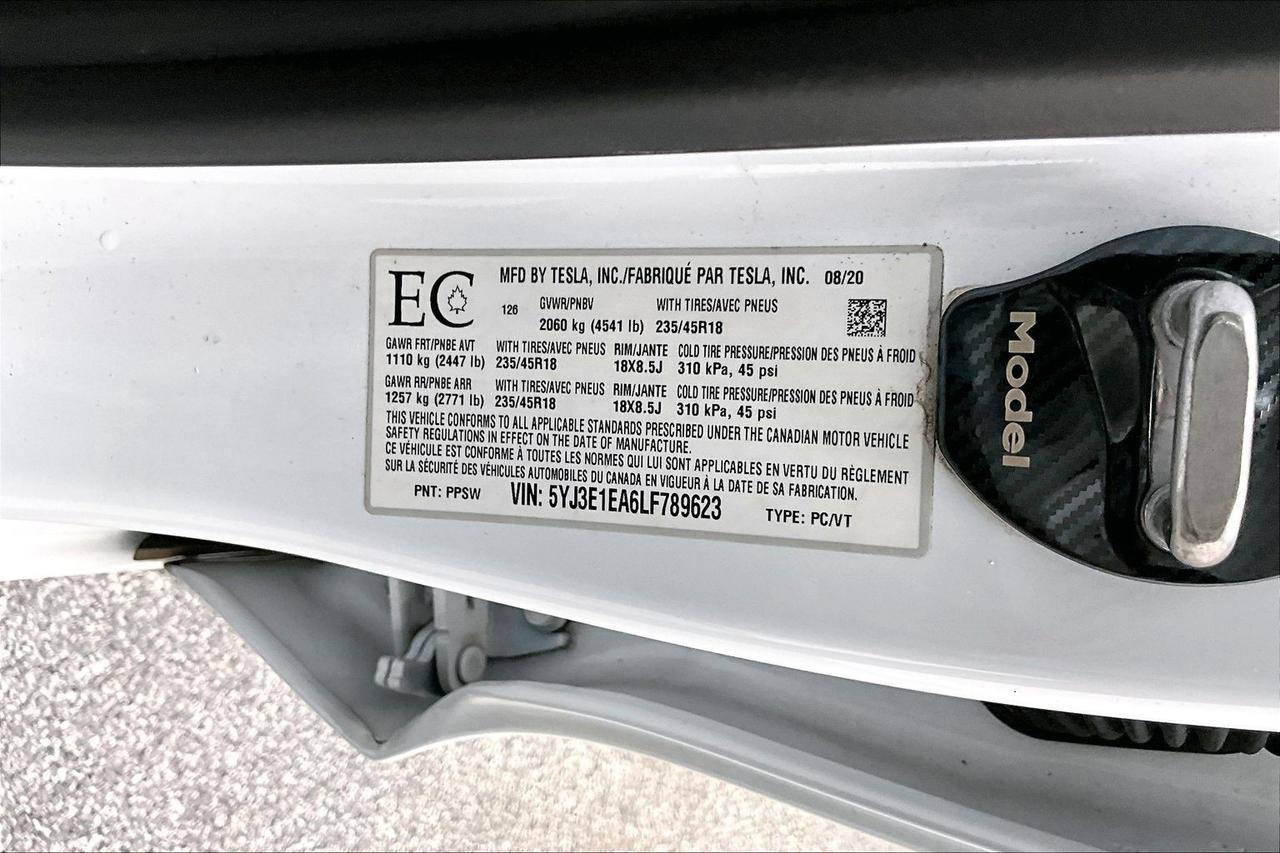 EC
MFD BY TESLA, INC./FABRIQUÉ PAR TESLA, INC. 08/20
126 GVWR/PNBV WITH TIRES/AVEC PNEUS
2060 kg (4541 lb) 235/45R18
GAWR FRT/PNBE AVT WITH TIRES/AVEC PNEUS RIM/JANTE COLD TIRE PRESSURE/PRESSION DES PNEUS À FROID
1110 kg (2447 lb) 235/45R18 18X8.5J 310 kPa, 45 psi
GAWR RR/PNBE ARR WITH TIRES/AVEC PNEUS RIM/JANTE COLD TIRE PRESSURE/PRESSION DES PNEUS À FROID
1257 kg (2771 lb) 235/45R18 18X8.5J 310 kPa, 45 psi
THIS VEHICLE CONFORMS TO ALL APPLICABLE STANDARDS PRESCRIBED UNDER THE CANADIAN MOTOR VEHICLE
SAFETY REGULATIONS IN EFFECT ON THE DATE OF MANUFACTURE.
CE VÉHICULE EST CONFORME À TOUTES LES NORMES QUI LUI SONT APPLICABLES EN VERTU DU RÈGLEMENT
SUR LA SÉCURITÉ DES VÉHICULES AUTOMOBILES DU CANADA EN VIGUEUR À LA DATE DE SA FABRICATION.
PNT: PPSW VIN: 5YJ3E1EA6LF789623 TYPE: PC/VT
Model